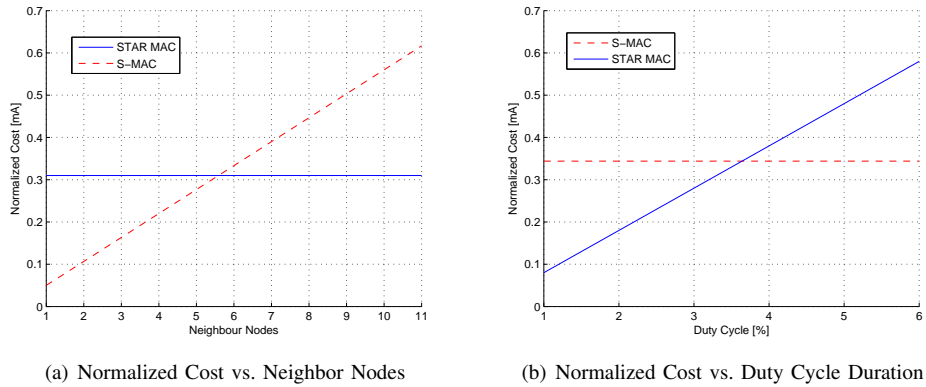 0.7
0.6
0.5
0.4
0.3
0.2
0.1
0
Normalized Cost [mA]
STAR MAC
S−MAC
1 2 3 4 5 6 7 8 9 10 11
Neighbour Nodes
(a) Normalized Cost vs. Neighbor Nodes
0.7
0.6
0.5
0.4
0.3
0.2
0.1
0
Normalized Cost [mA]
S−MAC
STAR MAC
1 2 3 4 5 6
Duty Cycle [%]
(b) Normalized Cost vs. Duty Cycle Duration